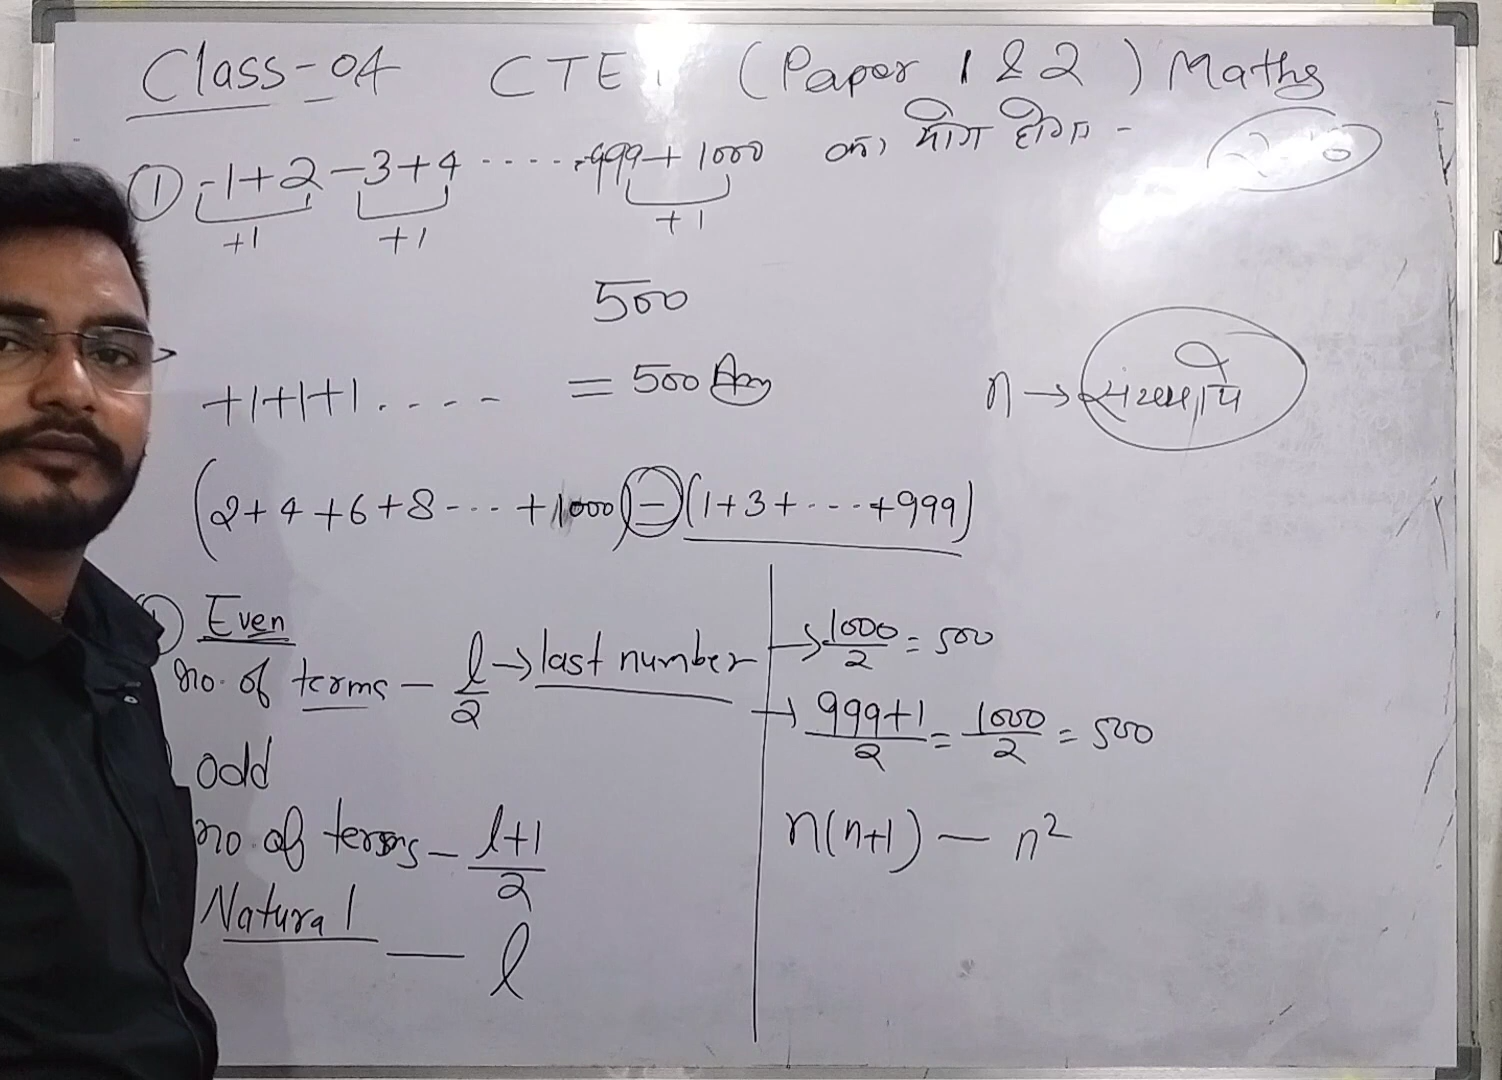 Class-04 CTET (Paper 1 & 2) Maths
① -1+2-3+4 ----- -999+1000 का योग होगा -
+1 +1 +1
500
+1+1+1. - - - - = 500 Ans
n →
(2+4+6+8 --- +1000) - (1+3+ ---- +999)
Even
no. of terms - l/2 → last number
→ 1000/2 = 500
→ 999+1/2 = 1000/2 = 500
odd
no. of terms - l+1/2
n(n+1) - n²
Natural - l